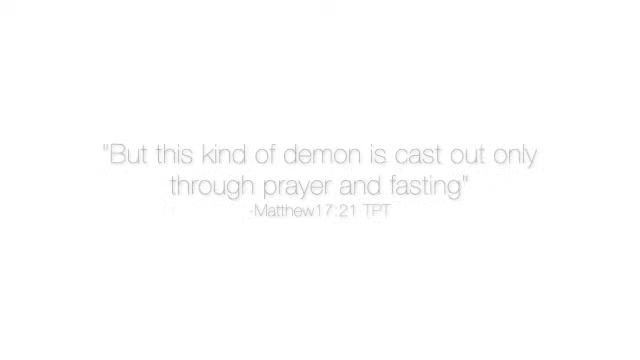 "But this kind of demon is cast out only
through prayer and fasting"
-Matthew17:21 TPT